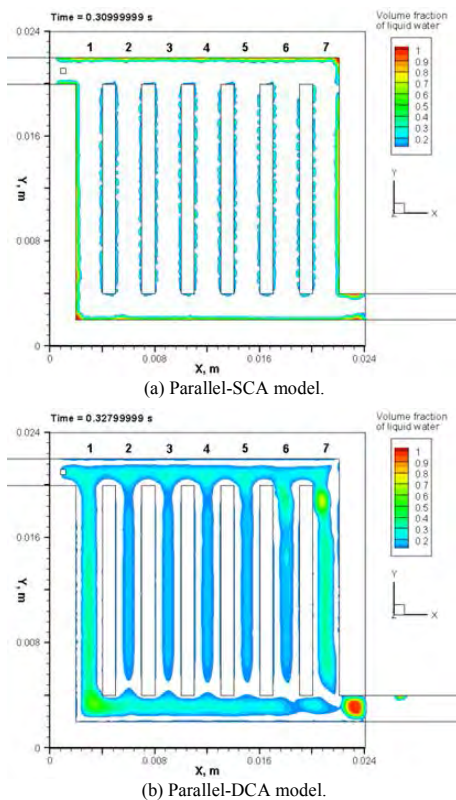 Time = 0.30999999 s
Volume fraction
of liquid water
1
0.9
0.8
0.7
0.6
0.5
0.4
0.3
0.2
1 2 3 4 5 6 7
0.024
0.016
0.008
0
Y, m
0 0.008 0.016 0.024
X, m
Y
Z X
(a) Parallel-SCA model.
Time = 0.32799999 s
Volume fraction
of liquid water
1
0.9
0.8
0.7
0.6
0.5
0.4
0.3
0.2
1 2 3 4 5 6 7
0.024
0.016
0.008
0
Y, m
0 0.008 0.016 0.024
X, m
Y
Z X
(b) Parallel-DCA model.